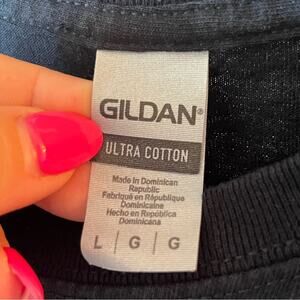 GILDAN®
ULTRA COTTON
Made in Dominican
Republic
Fabriqué en République
Dominicaine
Hecho en República
Dominicana
L | G | G